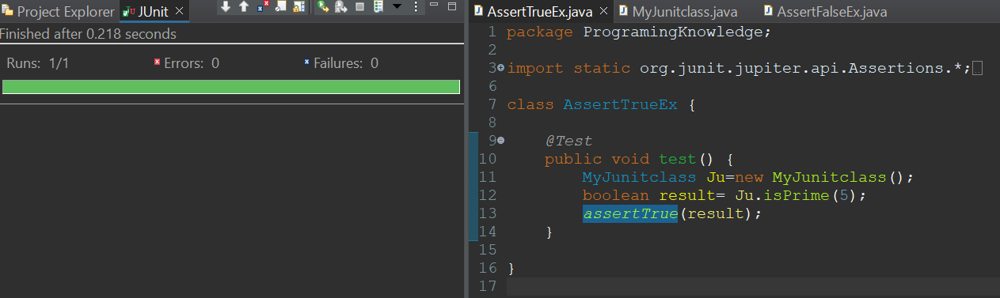 Project Explorer JUnit
Finished after 0.218 seconds
Runs: 1/1 Errors: 0 Failures: 0
AssertTrueEx.java MyJunitclass.java AssertFalseEx.java
1 package ProgramingKnowledge;
2
3 import static org.junit.jupiter.api.Assertions.*;
6
7 class AssertTrueEx {
8
9 @Test
10 public void test() {
11 MyJunitclass Ju=new MyJunitclass();
12 boolean result= Ju.isPrime(5);
13 assertTrue(result);
14 }
15
16 }
17